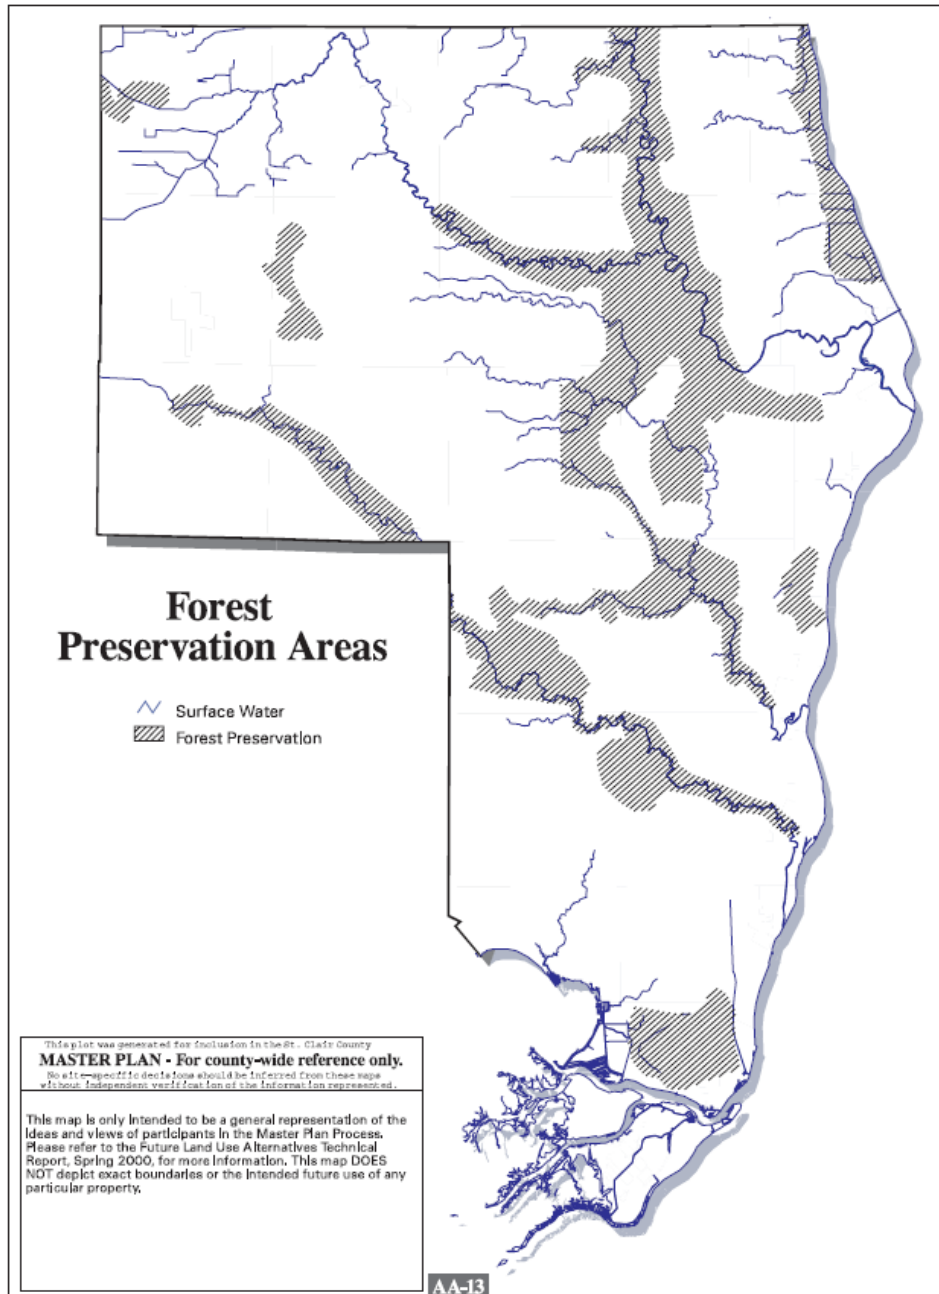 Forest
Preservation Areas
Surface Water
Forest Preservation
This plot was generated for inclusion in the St. Clair County
MASTER PLAN - For county-wide reference only.
No site-specific decisions should be inferred from these maps
without independent verification of the information represented.
This map is only intended to be a general representation of the
ideas and views of participants in the Master Plan Process.
Please refer to the Future Land Use Alternatives Technical
Report, Spring 2000, for more information. This map DOES
NOT depict exact boundaries or the intended future use of any
particular property.
AA-13